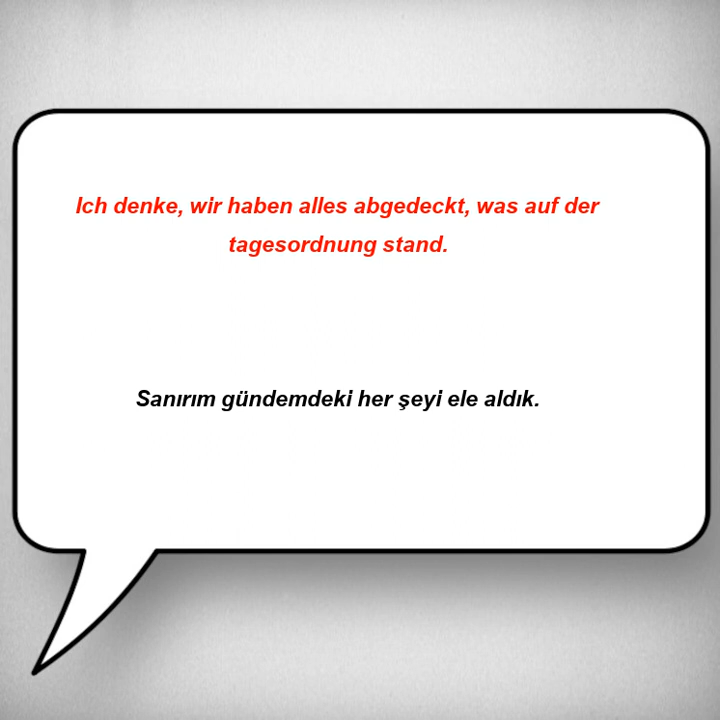 Ich denke, wir haben alles abgedeckt, was auf der
tagesordnung stand.
Sanırım gündemdeki her şeyi ele aldık.